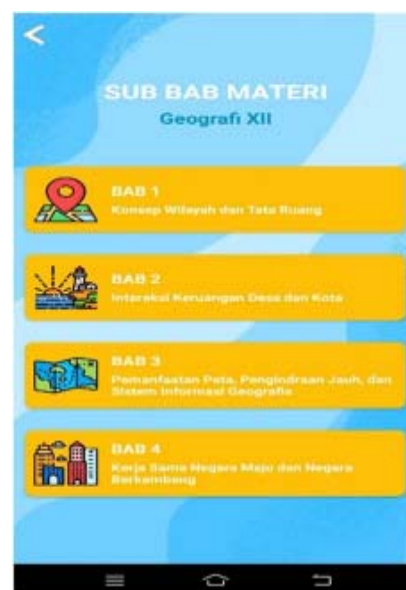 SUB BAB MATERI
Geografi XII
BAB 1
Konsep Wilayah dan Tata Ruang
BAB 2
Interaksi Keruangan Desa dan Kota
BAB 3
Pemanfaatan Peta, Pengindraan Jauh, dan
Sistem Informasi Geografis
BAB 4
Kerja Sama Negara Maju dan Negara
Berkembang